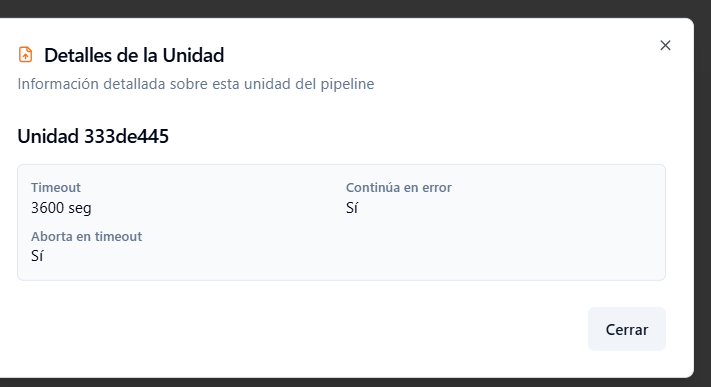 Detalles de la Unidad
Información detallada sobre esta unidad del pipeline
Unidad 333de445
Timeout
3600 seg
Continúa en error
Sí
Aborta en timeout
Sí
Cerrar